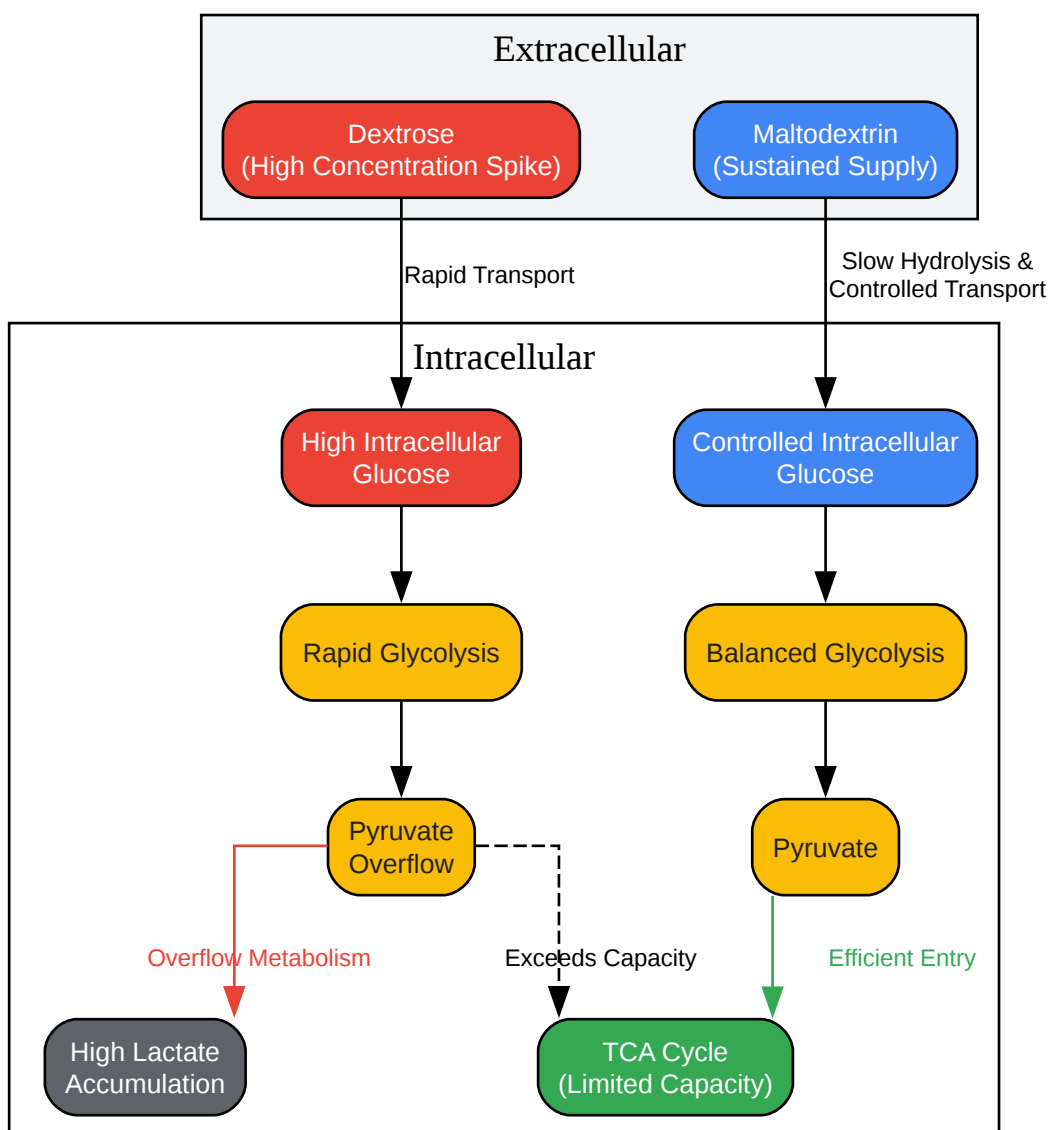 Extracellular
Dextrose
(High Concentration Spike)
Maltodextrin
(Sustained Supply)
Rapid Transport
Slow Hydrolysis &
Controlled Transport
Intracellular
High Intracellular
Glucose
Controlled Intracellular
Glucose
Rapid Glycolysis
Balanced Glycolysis
Pyruvate
Overflow
Pyruvate
Overflow Metabolism
Exceeds Capacity
Efficient Entry
High Lactate
Accumulation
TCA Cycle
(Limited Capacity)